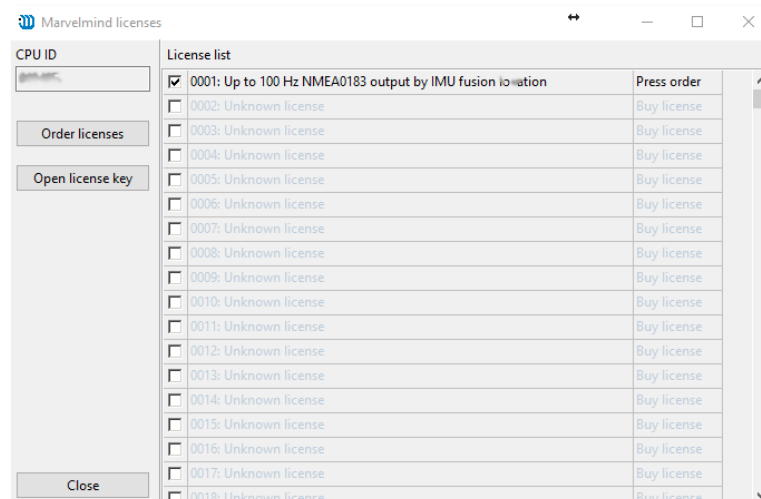 Marvelmind licenses
CPU ID
License list
0001: Up to 100 Hz NMEA0183 output by IMU fusion Press order
0002: Unknown license Buy license
0003: Unknown license Buy license
Order licenses
0004: Unknown license Buy license
0005: Unknown license Buy license
Open license key
0006: Unknown license Buy license
0007: Unknown license Buy license
0008: Unknown license Buy license
0009: Unknown license Buy license
0010: Unknown license Buy license
0011: Unknown license Buy license
0012: Unknown license Buy license
0013: Unknown license Buy license
0014: Unknown license Buy license
0015: Unknown license Buy license
0016: Unknown license Buy license
0017: Unknown license Buy license
Close
0018: Unknown license Buy license